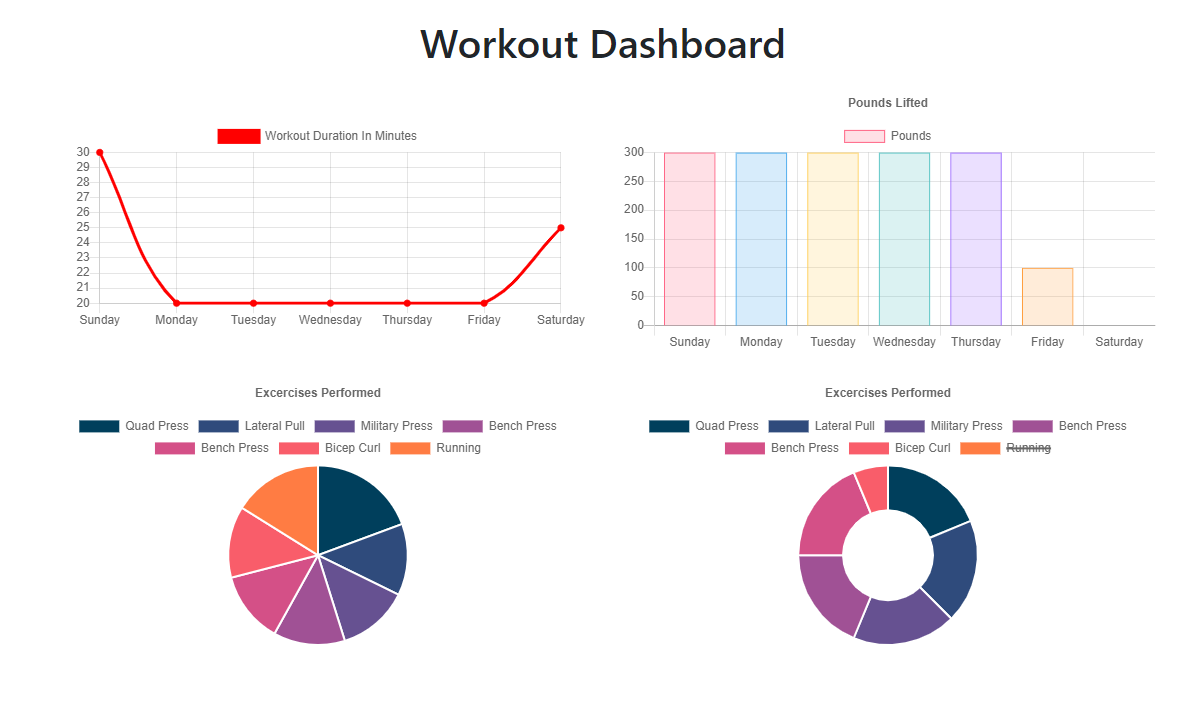 Workout Dashboard
Workout Duration In Minutes
30
29
28
27
26
25
24
23
22
21
20
Sunday Monday Tuesday Wednesday Thursday Friday Saturday
Pounds Lifted
Pounds
300
250
200
150
100
50
0
Sunday Monday Tuesday Wednesday Thursday Friday Saturday
Excercises Performed
Quad Press Lateral Pull Military Press Bench Press
Bench Press Bicep Curl Running
Excercises Performed
Quad Press Lateral Pull Military Press Bench Press
Bench Press Bicep Curl Running